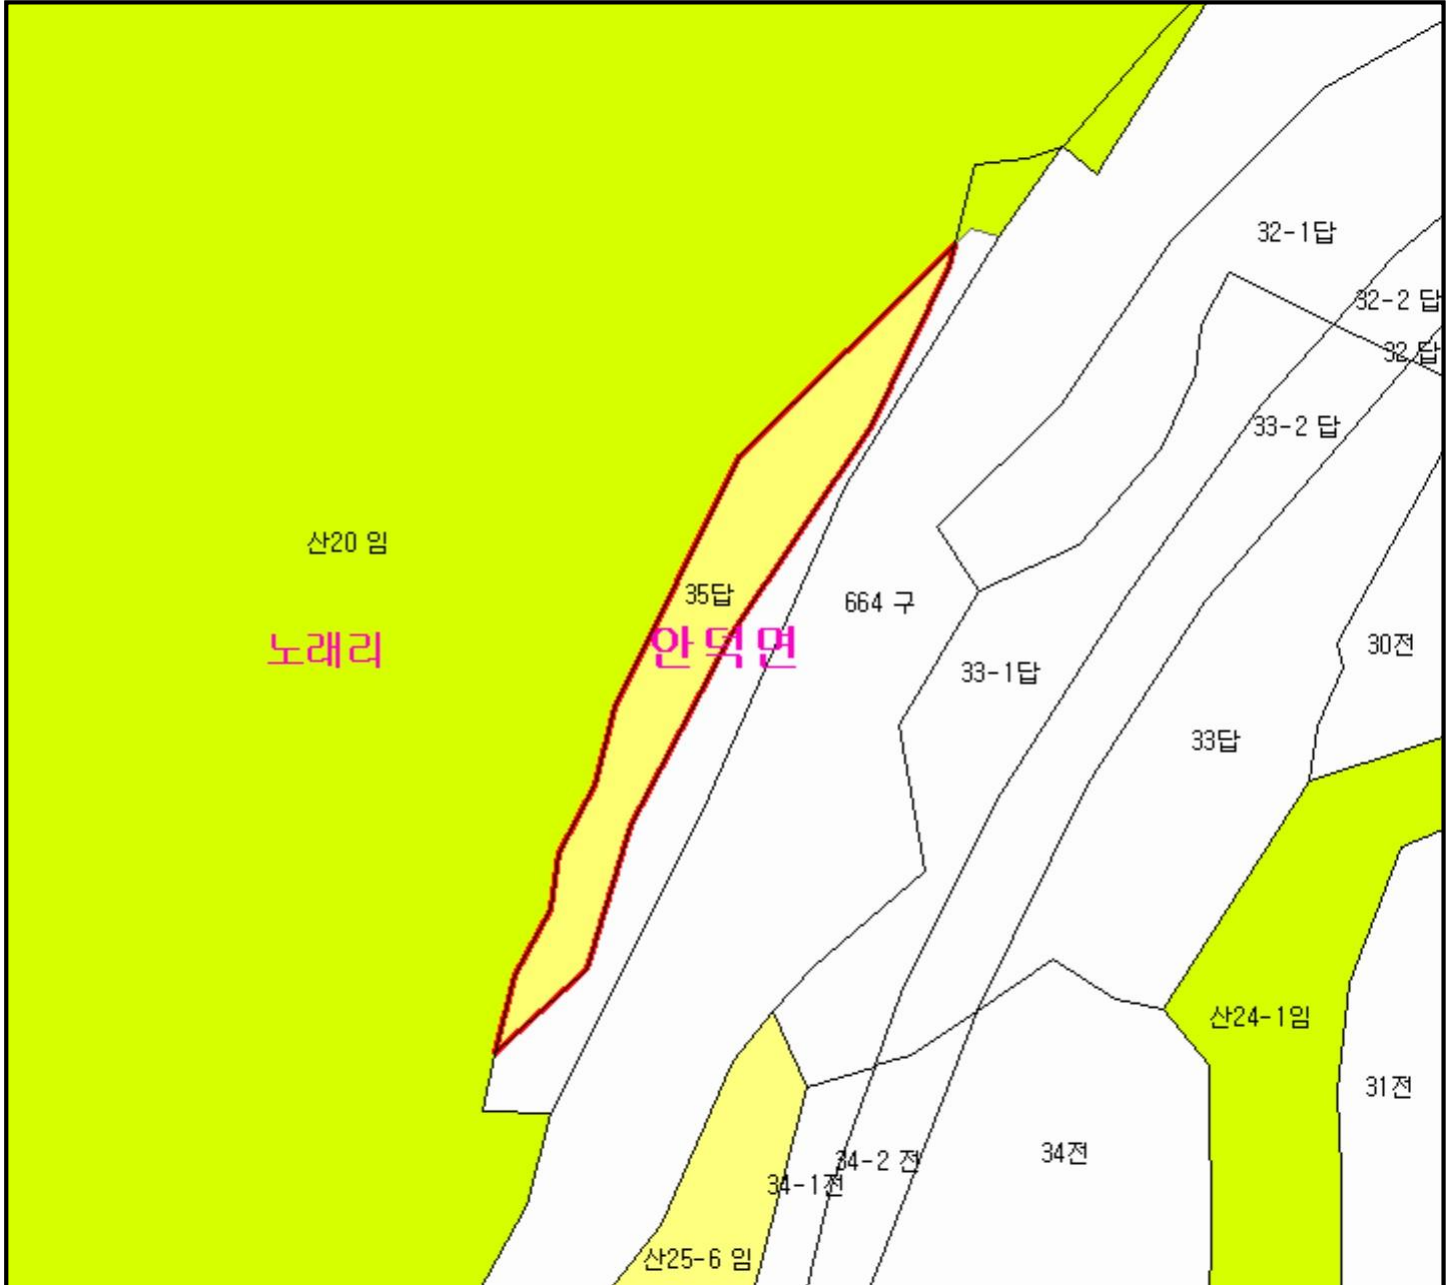 32-1답
32-2 답
32 답
33-2 답
산20 임
35답
664 구
노래리
안덕면
33-1답
30전
33답
산24-1임
31전
34전
34-2 전
34-1전
산25-6 임